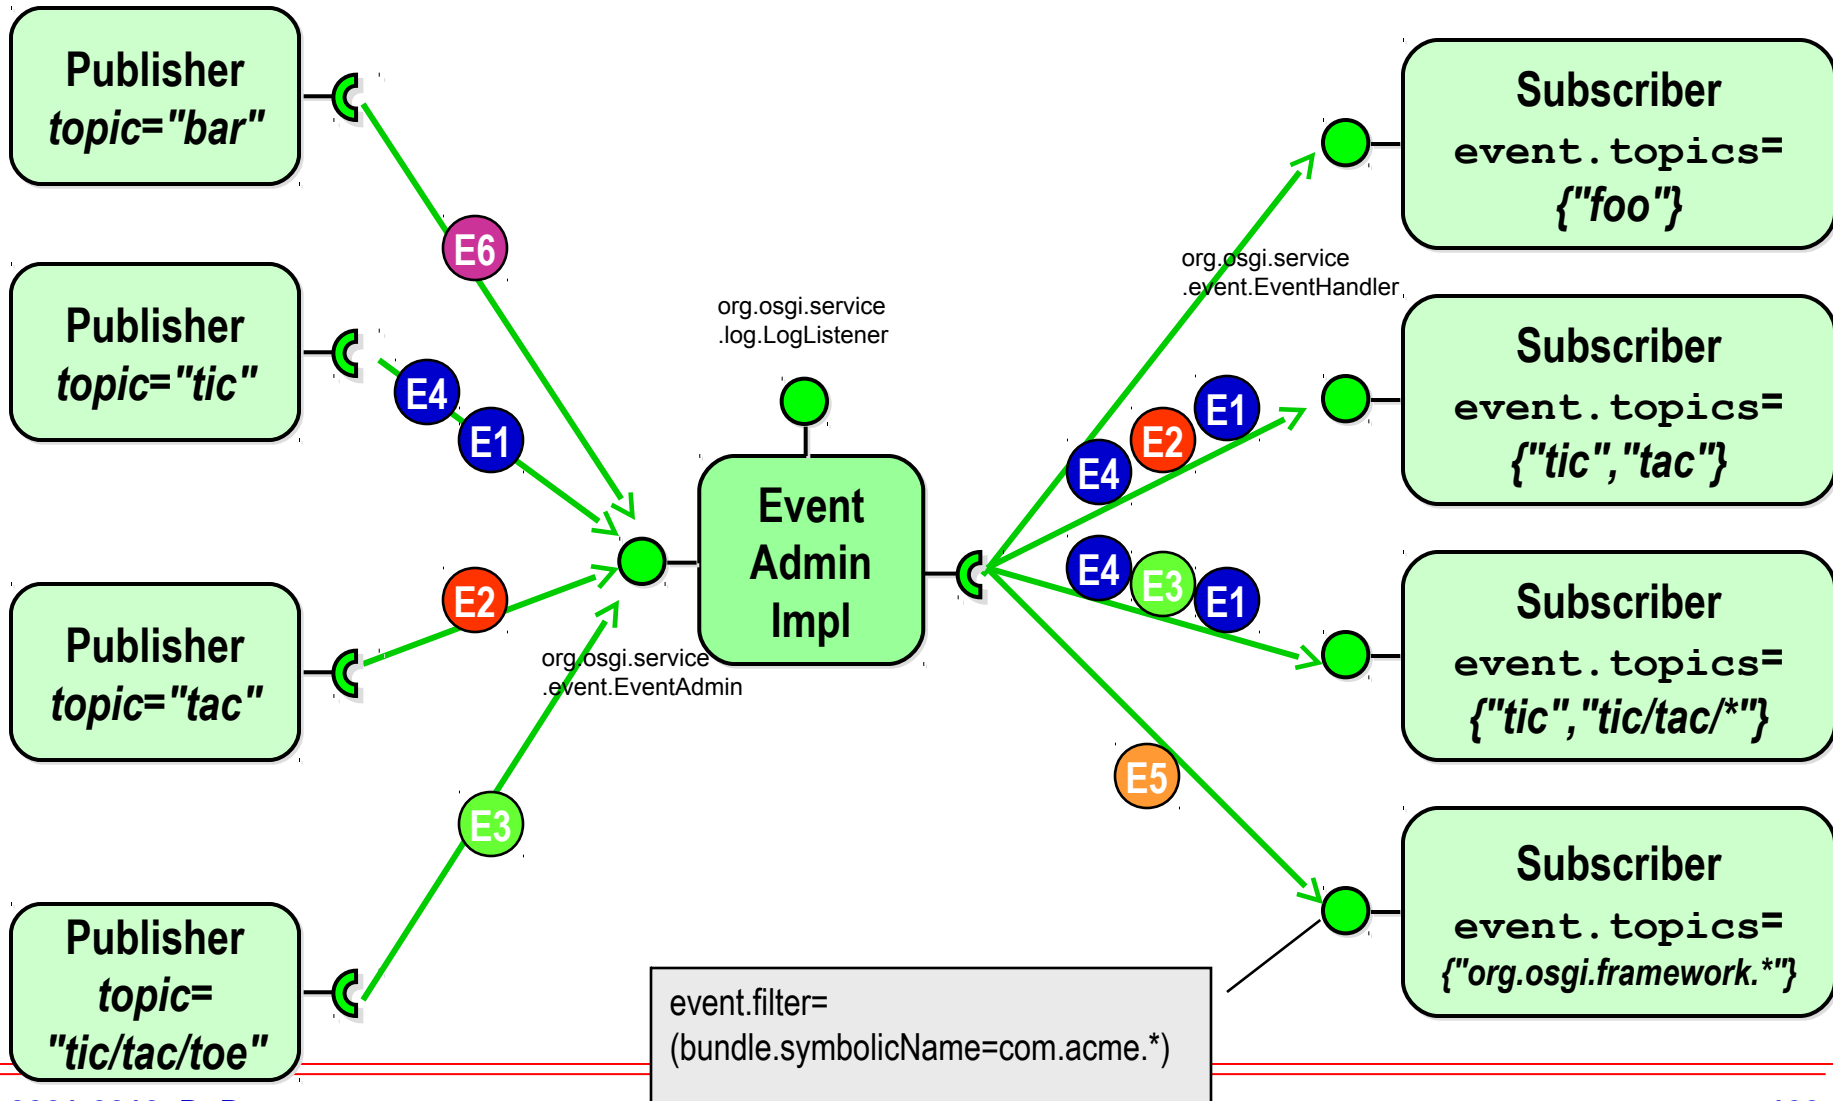 Publisher
topic="bar"
Publisher
topic="tic"
Publisher
topic="tac"
Publisher
topic=
"tic/tac/toe"
E6
E4
E1
E2
E3
org.osgi.service
.log.LogListener
Event
Admin
Impl
org.osgi.service
.event.EventAdmin
org.osgi.service
.event.EventHandler
E4
E2
E1
E4
E3
E1
E5
Subscriber
event.topics=
{"foo"}
Subscriber
event.topics=
{"tic","tac"}
Subscriber
event.topics=
{"tic","tic/tac/*"}
Subscriber
event.topics=
{"org.osgi.framework.*"}
event.filter=
(bundle.symbolicName=com.acme.*)